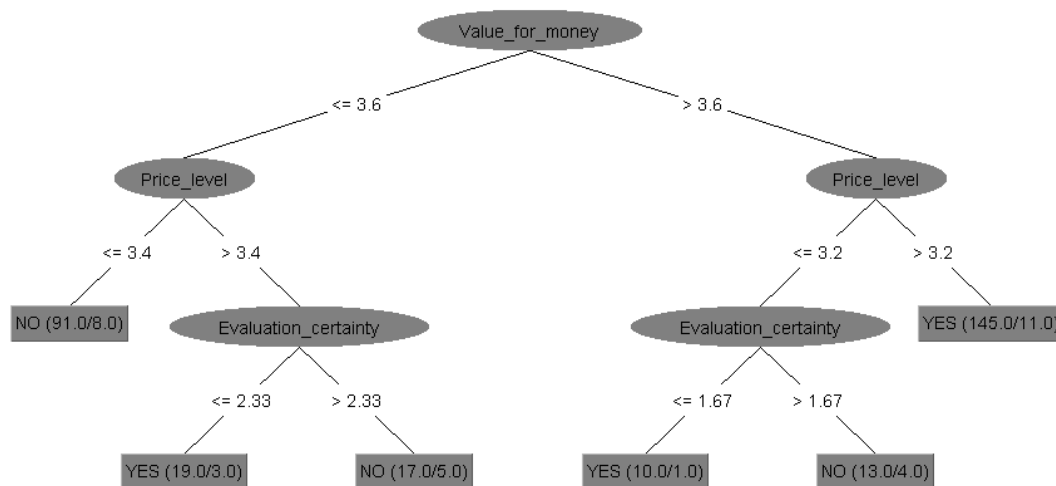 Value_for_money
<= 3.6
> 3.6
Price_level
Price_level
<= 3.4
> 3.4
<= 3.2
> 3.2
NO (91.0/8.0)
Evaluation_certainty
Evaluation_certainty
YES (145.0/11.0)
<= 2.33
> 2.33
<= 1.67
> 1.67
YES (19.0/3.0)
NO (17.0/5.0)
YES (10.0/1.0)
NO (13.0/4.0)